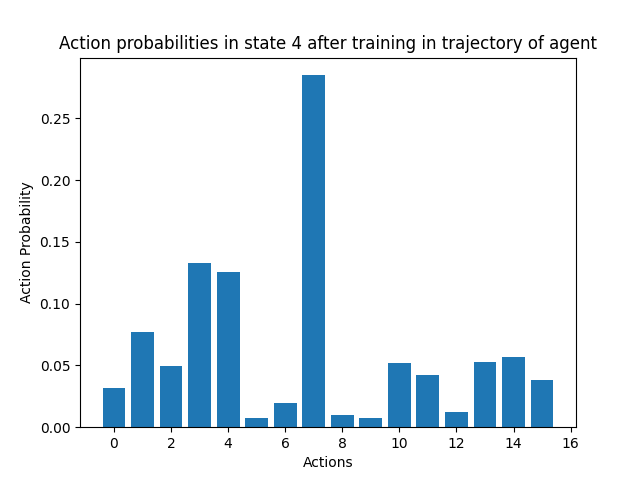 Action probabilities in state 4 after training in trajectory of agent
Action Probability
0.25
0.20
0.15
0.10
0.05
0.00
0 2 4 6 8 10 12 14 16
Actions